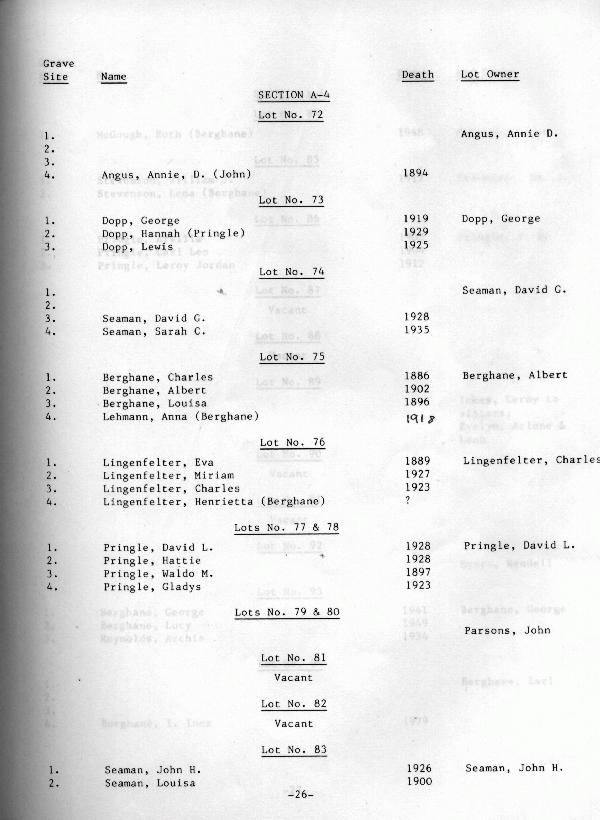 Grave
Site Name Death Lot Owner
SECTION A-4
Lot No. 72
1. Angus, Annie D.
2.
3.
4. Angus, Annie, D. (John) 1894
Lot No. 73
1. Dopp, George 1919 Dopp, George
2. Dopp, Hannah (Pringle) 1929
3. Dopp, Lewis 1925
Lot No. 74
1. Seaman, David G.
2.
3. Seaman, David G. 1928
4. Seaman, Sarah C. 1935
Lot No. 75
1. Berghane, Charles 1886 Berghane, Albert
2. Berghane, Albert 1902
3. Berghane, Louisa 1896
4. Lehmann, Anna (Berghane) 1918
Lot No. 76
1. Lingenfelter, Eva 1889 Lingenfelter, Charles
2. Lingenfelter, Miriam 1927
3. Lingenfelter, Charles 1923
4. Lingenfelter, Henrietta (Berghane) ?
Lots No. 77 & 78
1. Pringle, David L. 1928 Pringle, David L.
2. Pringle, Hattie 1928
3. Pringle, Waldo M. 1897
4. Pringle, Gladys 1923
Lots No. 79 & 80
Parsons, John
Lot No. 81
Vacant
Lot No. 82
Vacant
Lot No. 83
1. Seaman, John H. 1926 Seaman, John H.
2. Seaman, Louisa 1900
-26-